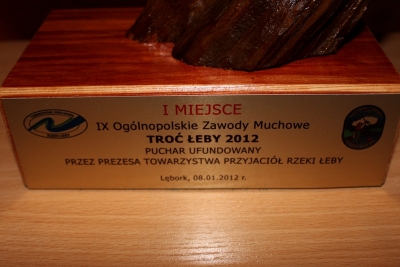 I MIEJSCE
IX Ogólnopolskie Zawody Muchowe
TROĆ ŁEBY 2012
PUCHAR UFUNDOWANY
PRZEZ PREZESA TOWARZYSTWA PRZYJACIÓŁ RZEKI ŁEBY
Lębork, 08.01.2012 r.